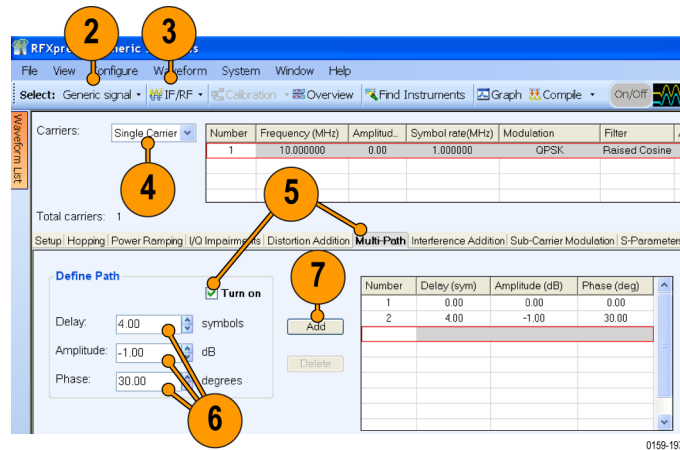 2 3
RFXpr
File View Configure Waveform System Window Help
Select: Generic signal IF/RF Calibration Overview Find Instruments Graph Compile On/Off
Waveform List
Carriers: Single Carrier
Number Frequency (MHz) Amplitud... Symbol rate(MHz) Modulation Filter
1 10.000000 0.00 1.000000 QPSK Raised Cosine
4
5
Total carriers: 1
Setup Hopping Power Ramping I/Q Impairments Distortion Addition Multi-Path Interference Addition Sub-Carrier Modulation S-Parameters
Define Path
7
Turn on
Number Delay (sym) Amplitude (dB) Phase (deg)
1 0.00 0.00 0.00
2 4.00 -1.00 30.00
Delay: 4.00 symbols
Add
Amplitude: -1.00 dB
Delete
Phase: 30.00 degrees
6